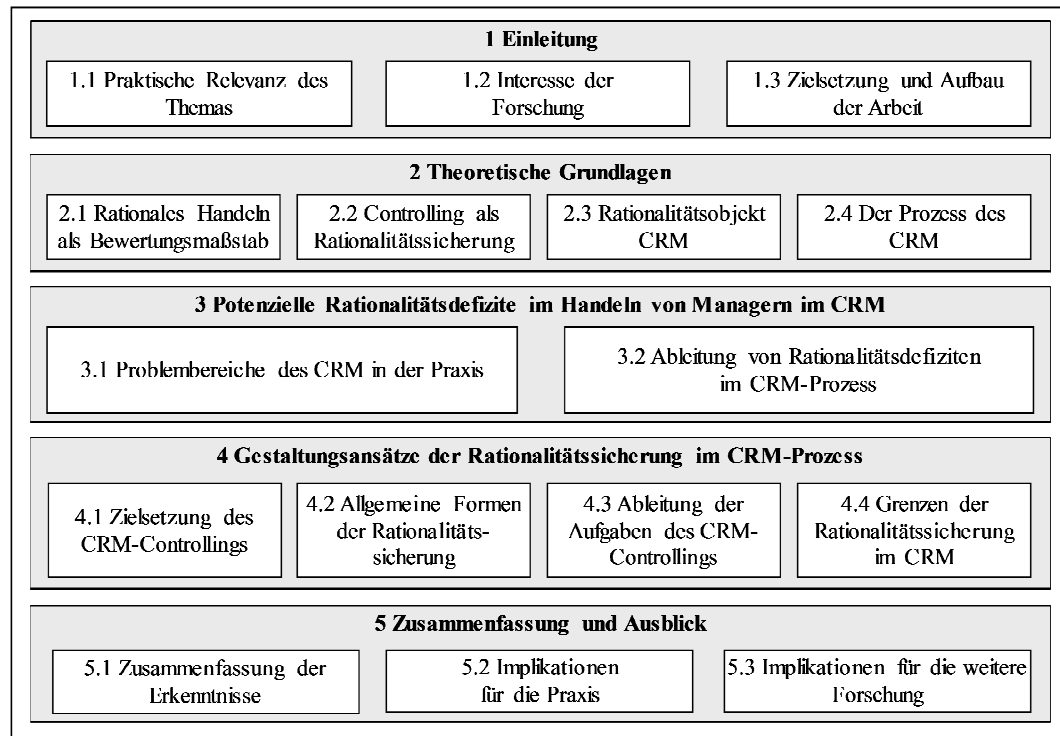 1 Einleitung
1.1 Praktische Relevanz des
Themas
1.2 Interesse der
Forschung
1.3 Zielsetzung und Aufbau
der Arbeit
2 Theoretische Grundlagen
2.1 Rationales Handeln
als Bewertungsmaßstab
2.2 Controlling als
Rationalitätssicherung
2.3 Rationalitätsobjekt
CRM
2.4 Der Prozess des
CRM
3 Potenzielle Rationalitätsdefizite im Handeln von Managern im CRM
3.1 Problembereiche des CRM in der Praxis
3.2 Ableitung von Rationalitätsdefiziten
im CRM-Prozess
4 Gestaltungsansätze der Rationalitätssicherung im CRM-Prozess
4.1 Zielsetzung des
CRM-Controllings
4.2 Allgemeine Formen
der Rationalitäts-
sicherung
4.3 Ableitung der
Aufgaben des CRM-
Controllings
4.4 Grenzen der
Rationalitätssicherung
im CRM
5 Zusammenfassung und Ausblick
5.1 Zusammenfassung der
Erkenntnisse
5.2 Implikationen
für die Praxis
5.3 Implikationen für die weitere
Forschung